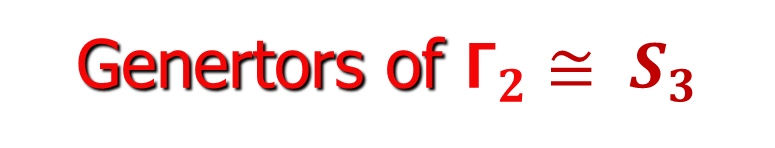 Genertors of Γ₂ ≅ S₃